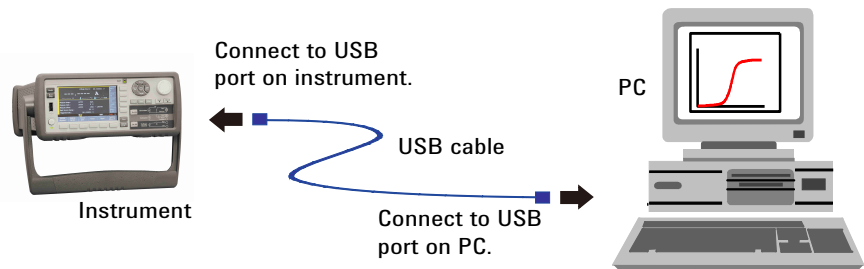 Connect to USB
port on instrument.
PC
USB cable
Instrument
Connect to USB
port on PC.